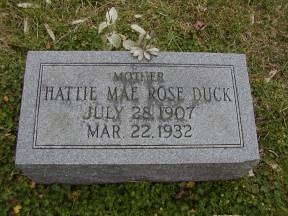 MOTHER
HATTIE MAE ROSE DUCK
JULY 28, 1907
MAR. 22, 1932